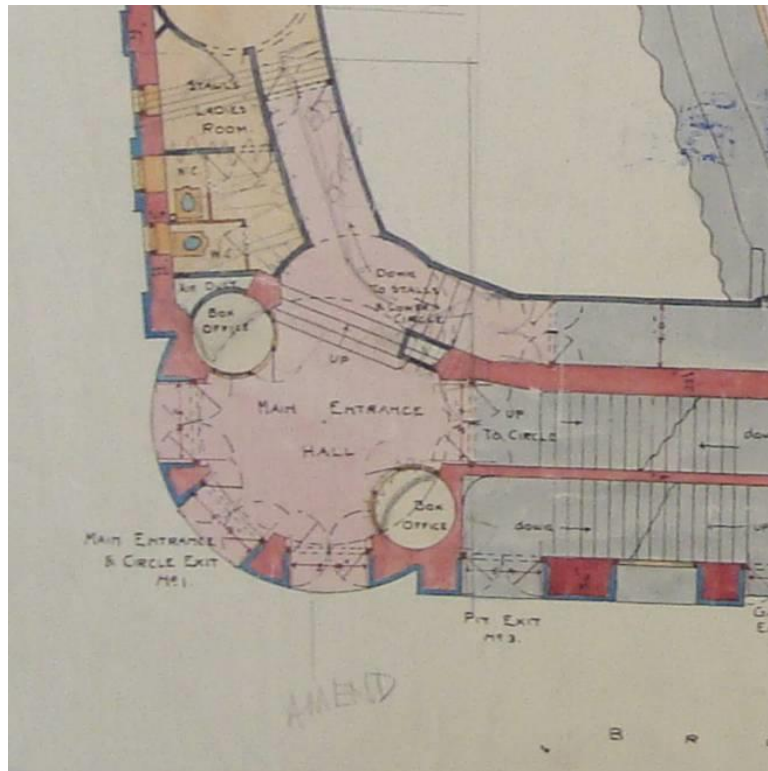 STALLS
LADIES
ROOM.
W.C.
W.C.
AIR DUCT
BOX
OFFICE
DOWN
TO STALLS
& LOWER
CIRCLE
UP
MAIN ENTRANCE
HALL
UP
TO CIRCLE
DOWN
BOX
OFFICE
DOWN
UP
MAIN ENTRANCE
& CIRCLE EXIT
No 1.
PIT EXIT
No 3.
AMEND
B R